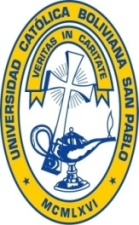 UNIVERSIDAD CATÓLICA BOLIVIANA SAN PABLO
VERITAS IN CARITATE
MCMLXVI